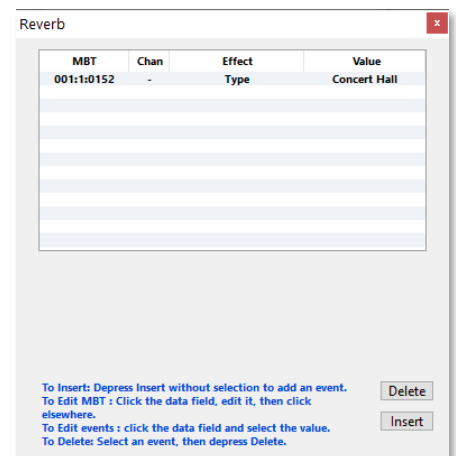 Reverb
x
MBT Chan Effect Value
001:1:0152 - Type Concert Hall
To Insert: Depress Insert without selection to add an event.
To Edit MBT : Click the data field, edit it, then click
elsewhere.
To Edit events : click the data field and select the value.
To Delete: Select an event, then depress Delete.
Delete
Insert